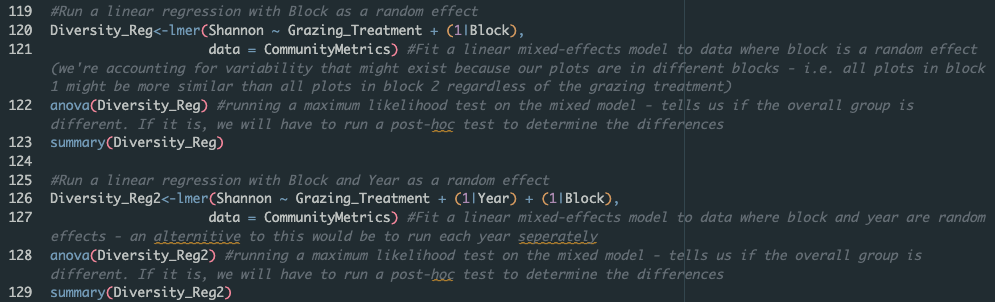 119 #Run a linear regression with Block as a random effect
120 Diversity_Reg<-lmer(Shannon ~ Grazing_Treatment + (1|Block),
121 data = CommunityMetrics) #Fit a linear mixed-effects model to data where block is a random effect
(we're accounting for variability that might exist because our plots are in different blocks - i.e. all plots in block
1 might be more similar than all plots in block 2 regardless of the grazing treatment)
122 anova(Diversity_Reg) #running a maximum likelihood test on the mixed model - tells us if the overall group is
different. If it is, we will have to run a post-hoc test to determine the differences
123 summary(Diversity_Reg)
124
125 #Run a linear regression with Block and Year as a random effect
126 Diversity_Reg2<-lmer(Shannon ~ Grazing_Treatment + (1|Year) + (1|Block),
127 data = CommunityMetrics) #Fit a linear mixed-effects model to data where block and year are random
effects - an alternitive to this would be to run each year seperately
128 anova(Diversity_Reg2) #running a maximum likelihood test on the mixed model - tells us if the overall group is
different. If it is, we will have to run a post-hoc test to determine the differences
129 summary(Diversity_Reg2)